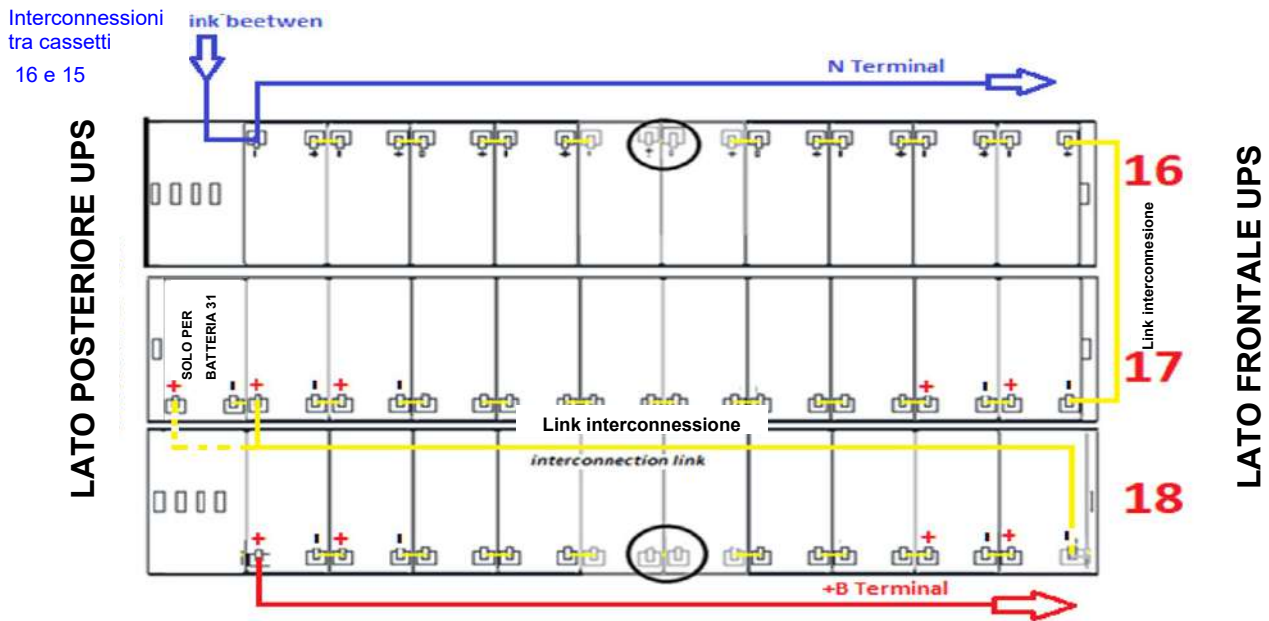 Interconnessioni
tra cassetti
16 e 15
ink beetwen
N Terminal
LATO POSTERIORE UPS
16
Link interconnesione
SOLO PER
BATTERIA 31
17
+ - + - + - + + - 
Link interconnessione
interconnection link
18
+ - + - + - + -
+B Terminal
LATO FRONTALE UPS